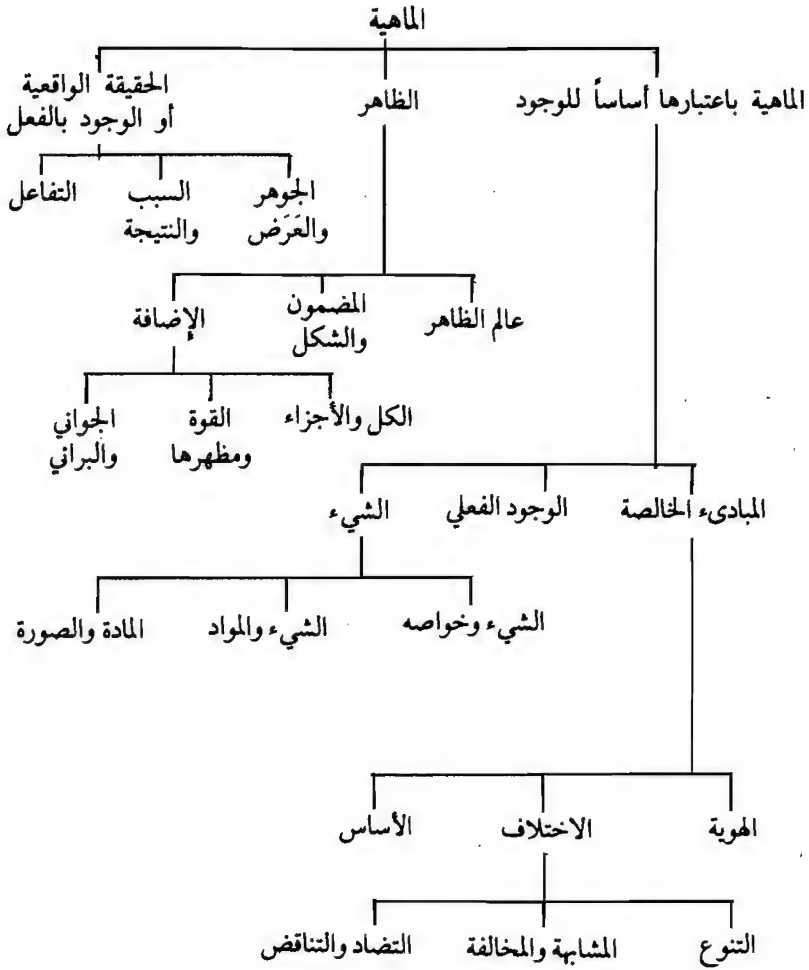 الماهية
الماهية باعتبارها أساساً للوجود
الظاهر
الحقيقة الواقعية
أو الوجود بالفعل
الجوهر
والعَرَض
السبب
والنتيجة
التفاعل
عالم الظاهر
المضمون
والشكل
الإضافة
الكل والأجزاء
القوة
ومظهرها
الجواني
والبراني
المبادىء الخالصة
الوجود الفعلي
الشيء
الشيء وخواصه
الشيء والمواد
المادة والصورة
الهوية
الاختلاف
الأساس
التنوع
المشابهة والمخالفة
التضاد والتناقض